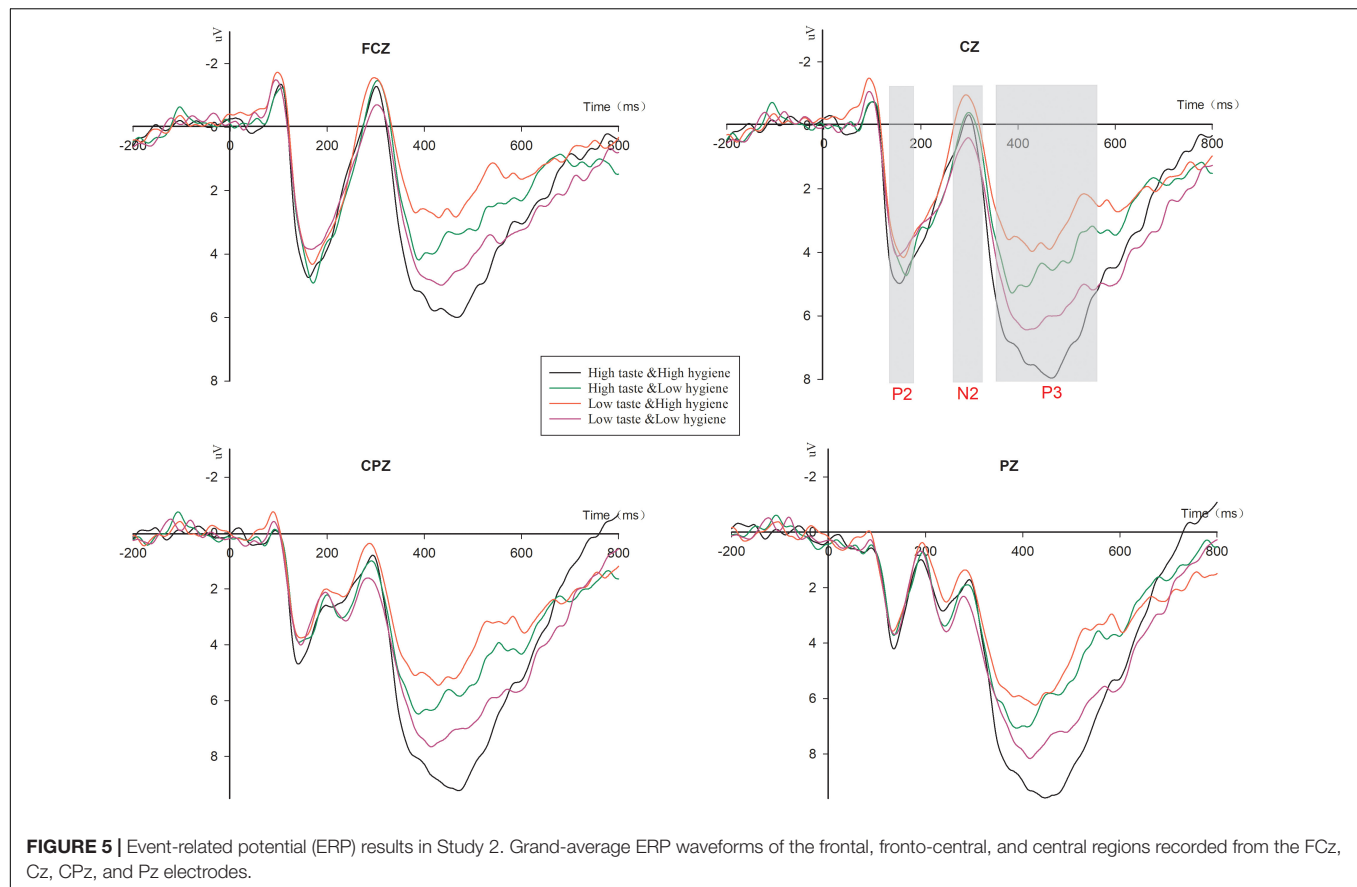 uV
FCZ
-2
Time（ms）
-200
0
0
200
400
600
800
2
4
6
8
uV
CZ
-2
Time（ms）
-200
0
0
200
400
600
800
2
4
6
8
P2
N2
P3
High taste &High hygiene
High taste &Low hygiene
Low taste &High hygiene
Low taste &Low hygiene
uV
CPZ
-2
Time（ms）
-200
0
0
200
400
600
800
2
4
6
8
uV
PZ
-2
Time（ms）
-200
0
0
200
400
600
800
2
4
6
8
FIGURE 5 | Event-related potential (ERP) results in Study 2. Grand-average ERP waveforms of the frontal, fronto-central, and central regions recorded from the FCz,
Cz, CPz, and Pz electrodes.